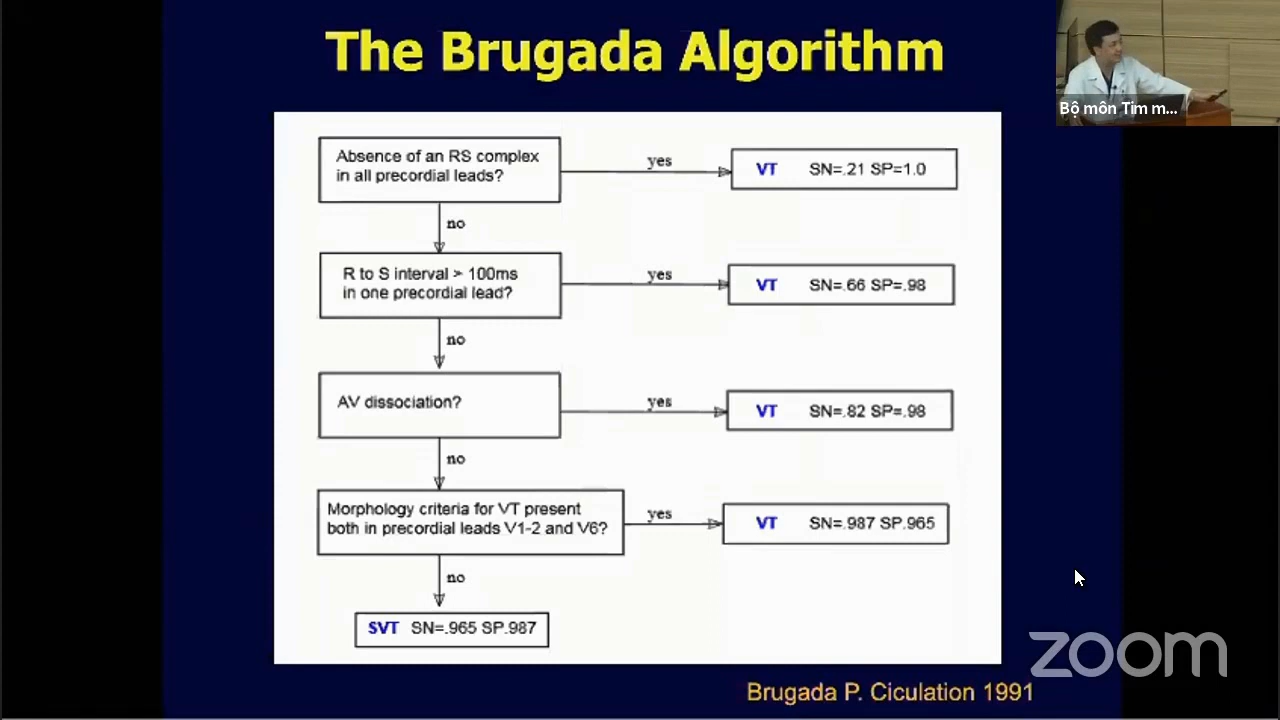 The Brugada Algorithm
Bộ môn Tim m...
Absence of an RS complex
in all precordial leads?
yes
VT SN=.21 SP=1.0
no
R to S interval > 100ms
in one precordial lead?
yes
VT SN=.66 SP=.98
no
AV dissociation?
yes
VT SN=.82 SP=.98
no
Morphology criteria for VT present
both in precordial leads V1-2 and V6?
yes
VT SN=.987 SP.965
no
SVT SN=.965 SP.987
zoom
Brugada P. Ciculation 1991